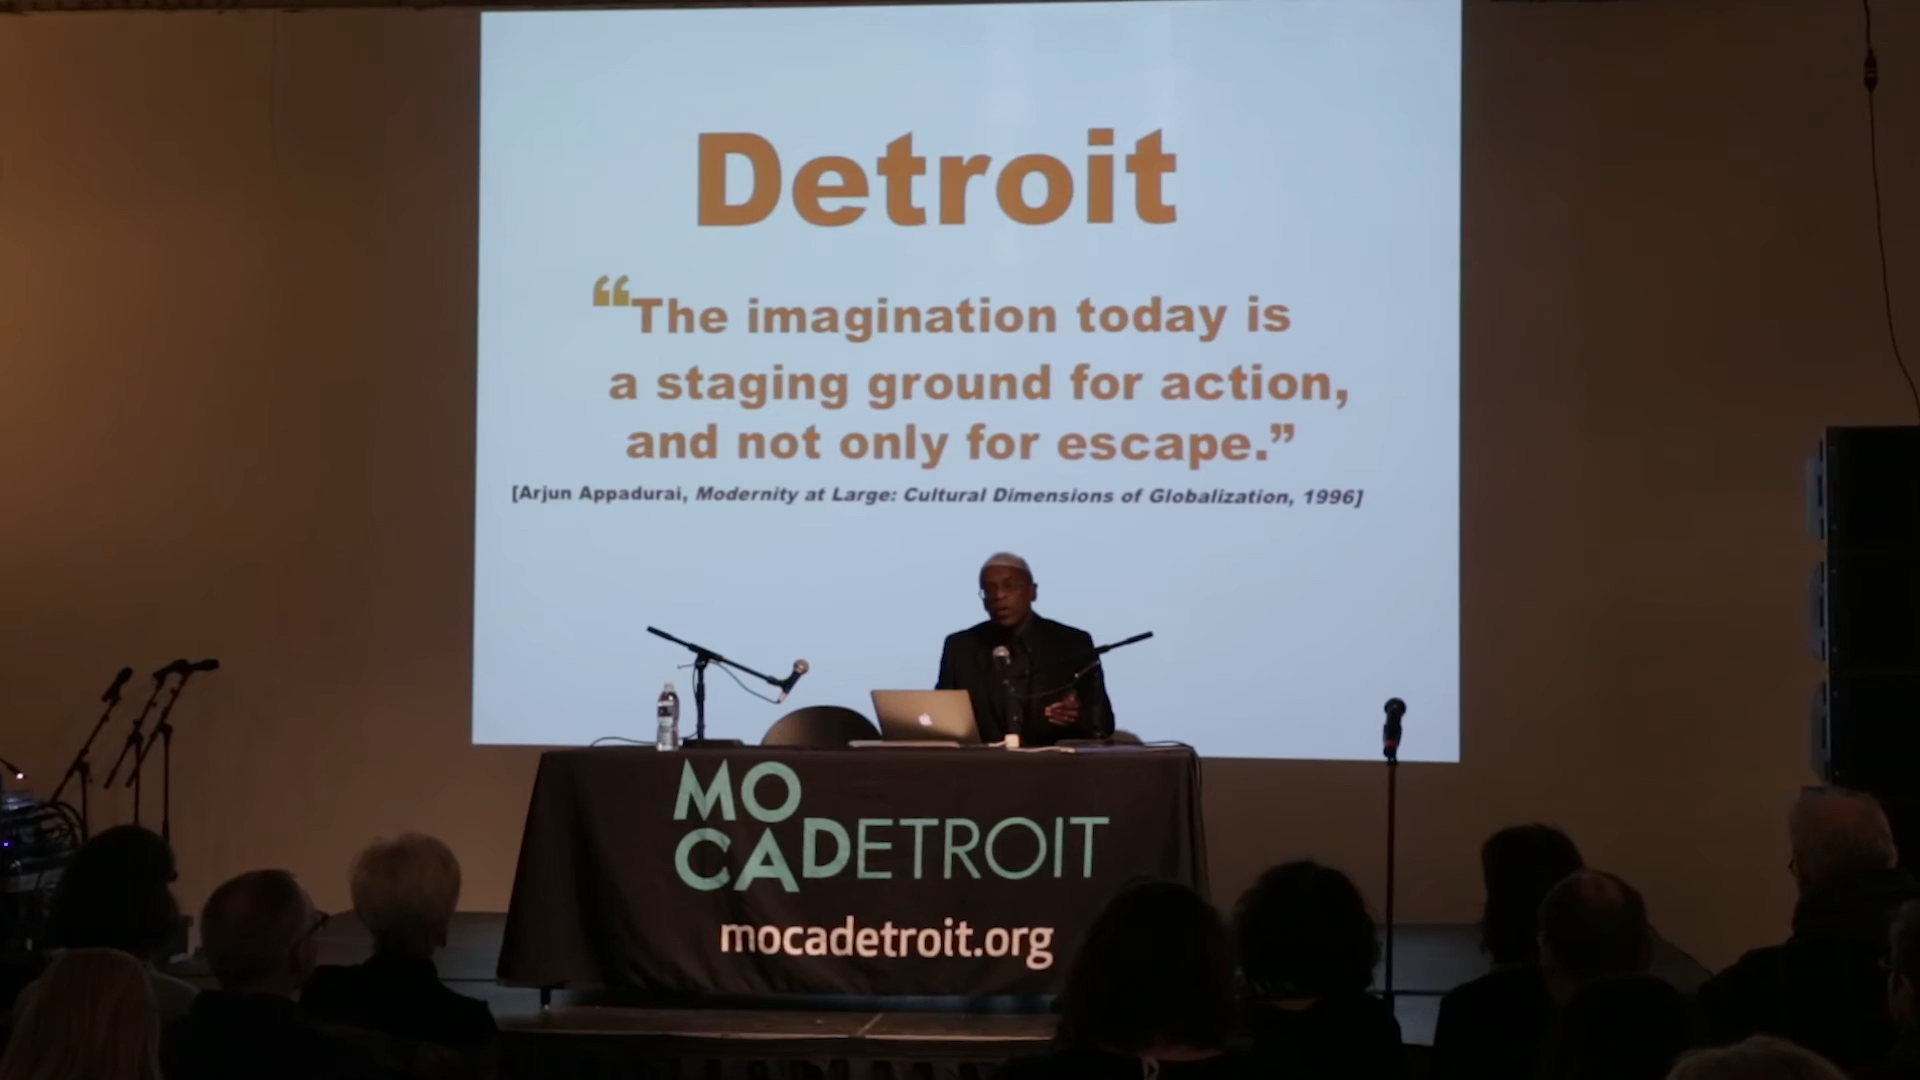 Detroit
“The imagination today is
a staging ground for action,
and not only for escape.”
[Arjun Appadurai, Modernity at Large: Cultural Dimensions of Globalization, 1996]
MO
CADETROIT
mocadetroit.org